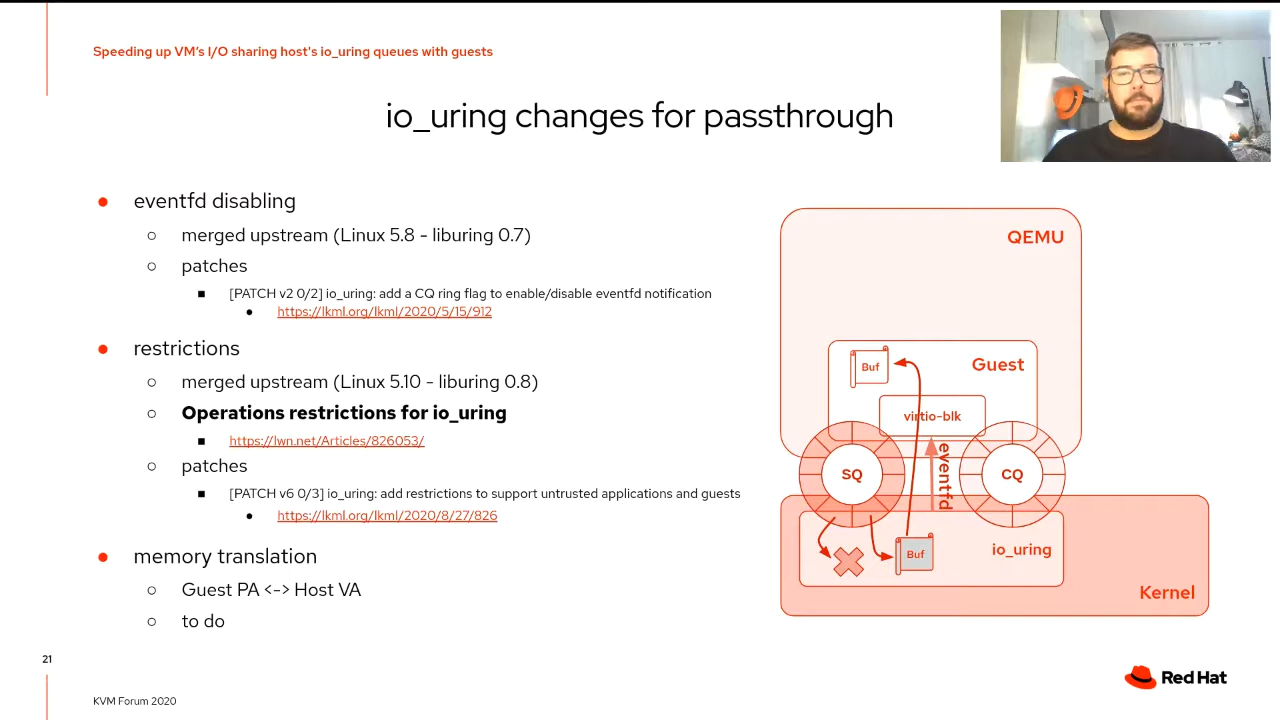 Speeding up VM's I/O sharing host's io_uring queues with guests
io_uring changes for passthrough
eventfd disabling
merged upstream (Linux 5.8 - liburing 0.7)
patches
[PATCH v2 0/2] io_uring: add a CQ ring flag to enable/disable eventfd notification
https://lkml.org/lkml/2020/5/15/912
restrictions
merged upstream (Linux 5.10 - liburing 0.8)
Operations restrictions for io_uring
https://lwn.net/Articles/826053/
patches
[PATCH v6 0/3] io_uring: add restrictions to support untrusted applications and guests
https://lkml.org/lkml/2020/8/27/826
memory translation
Guest PA <-> Host VA
to do
QEMU
Buf
Guest
virtio-blk
SQ
eventfd
CQ
Buf
io_uring
Kernel
21
Red Hat
KVM Forum 2020